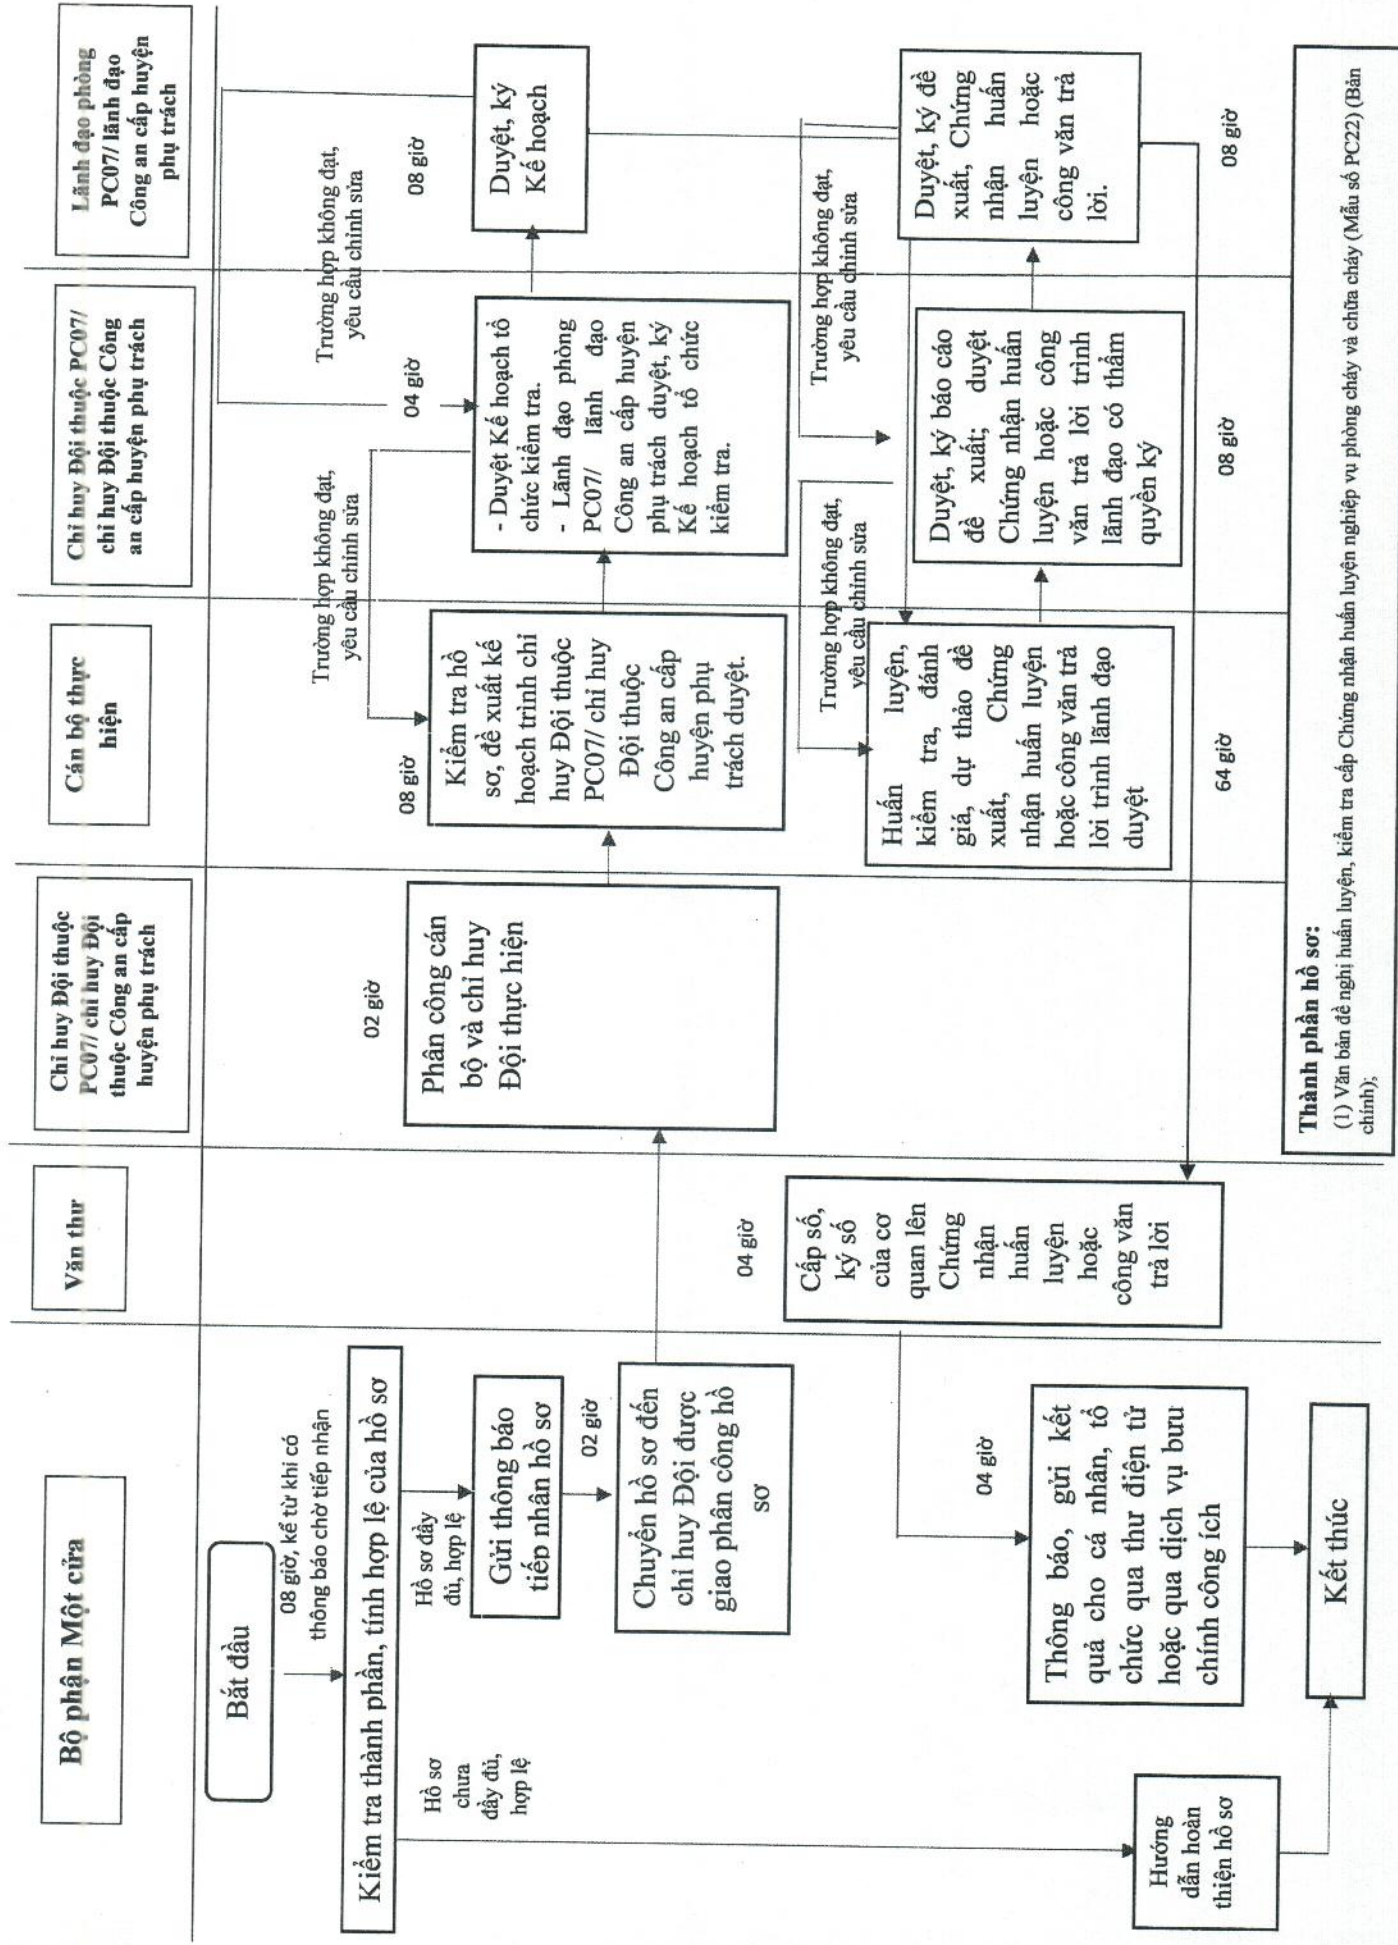 Bộ phận Một cửa
Văn thư
Chỉ huy Đội thuộc
PC07/ chỉ huy Đội
thuộc Công an cấp
huyện phụ trách
Cán bộ thực
hiện
Chỉ huy Đội thuộc PC07/
chỉ huy Đội thuộc Công
an cấp huyện phụ trách
Lãnh đạo phòng
PC07/ lãnh đạo
Công an cấp huyện
phụ trách
Bắt đầu
08 giờ, kể từ khi có
thông báo chờ tiếp nhận
Kiểm tra thành phần, tính hợp lệ của hồ sơ
Hồ sơ
chưa
đầy đủ,
hợp lệ
Hồ sơ đầy
đủ, hợp lệ
Gửi thông báo
tiếp nhân hồ sơ
02 giờ
Chuyển hồ sơ đến
chỉ huy Đội được
giao phân công hồ
sơ
02 giờ
Phân công cán
bộ và chỉ huy
Đội thực hiện
08 giờ
Kiểm tra hồ
sơ, đề xuất kế
hoạch trình chỉ
huy Đội thuộc
PC07/ chỉ huy
Đội thuộc
Công an cấp
huyện phụ
trách duyệt.
Trường hợp không đạt,
yêu cầu chỉnh sửa
04 giờ
- Duyệt Kế hoạch tổ
chức kiểm tra.
- Lãnh đạo phòng
PC07/ lãnh đạo
Công an cấp huyện
phụ trách duyệt, ký
Kế hoạch tổ chức
kiểm tra.
Trường hợp không đạt,
yêu cầu chỉnh sửa
08 giờ
Duyệt, ký
Kế hoạch
Trường hợp không đạt,
yêu cầu chỉnh sửa
Huấn luyện,
kiểm tra, đánh
giá, dự thảo đề
xuất, Chứng
nhận huấn luyện
hoặc công văn trả
lời trình lãnh đạo
duyệt
64 giờ
Trường hợp không đạt,
yêu cầu chỉnh sửa
Duyệt, ký báo cáo
đề xuất; duyệt
Chứng nhận huấn
luyện hoặc công
văn trả lời trình
lãnh đạo có thẩm
quyền ký
08 giờ
Duyệt, ký đề
xuất, Chứng
nhận huấn
luyện hoặc
công văn trả
lời.
08 giờ
04 giờ
Cấp số,
ký số
của cơ
quan lên
Chứng
nhận
huấn
luyện
hoặc
công văn
trả lời
04 giờ
Thông báo, gửi kết
quả cho cá nhân, tổ
chức qua thư điện tử
hoặc qua dịch vụ bưu
chính công ích
Hướng
dẫn hoàn
thiện hồ sơ
Kết thúc
Thành phần hồ sơ:
(1) Văn bản đề nghị huấn luyện, kiểm tra cấp Chứng nhận huấn luyện nghiệp vụ phòng cháy và chữa cháy (Mẫu số PC22) (Bản
chính);